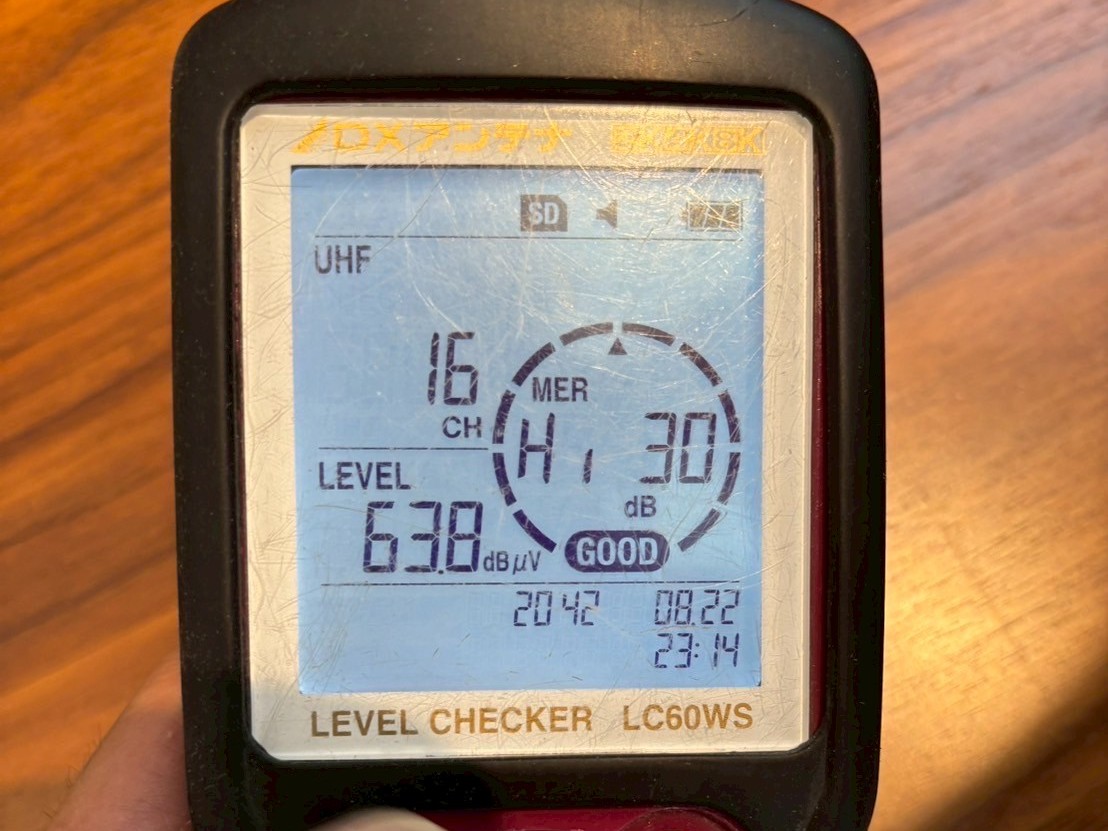 DXアンテナ
SD
UHF
16
CH
MER
Hi 30
dB
GOOD
LEVEL
63.8 dBμV
2042 08.22
23:14
LEVEL CHECKER LC60WS